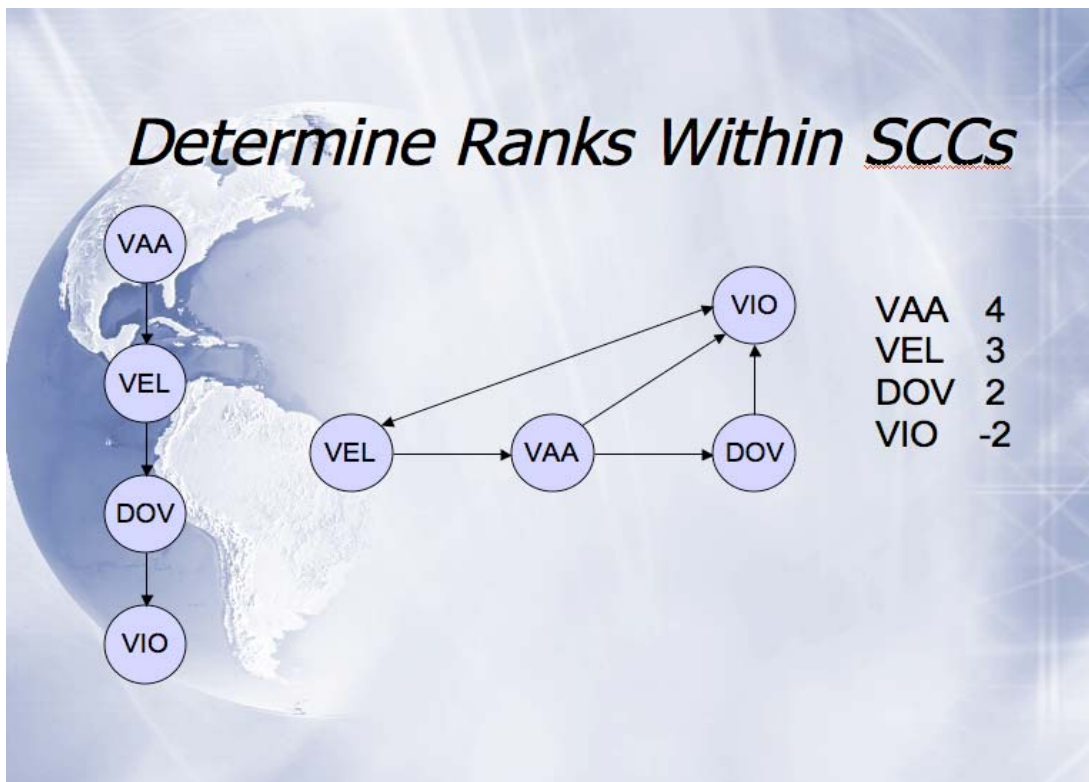 Determine Ranks Within SCCs
VAA
VEL
DOV
VIO
VIO
VEL
VAA
DOV
VAA 4
VEL 3
DOV 2
VIO -2